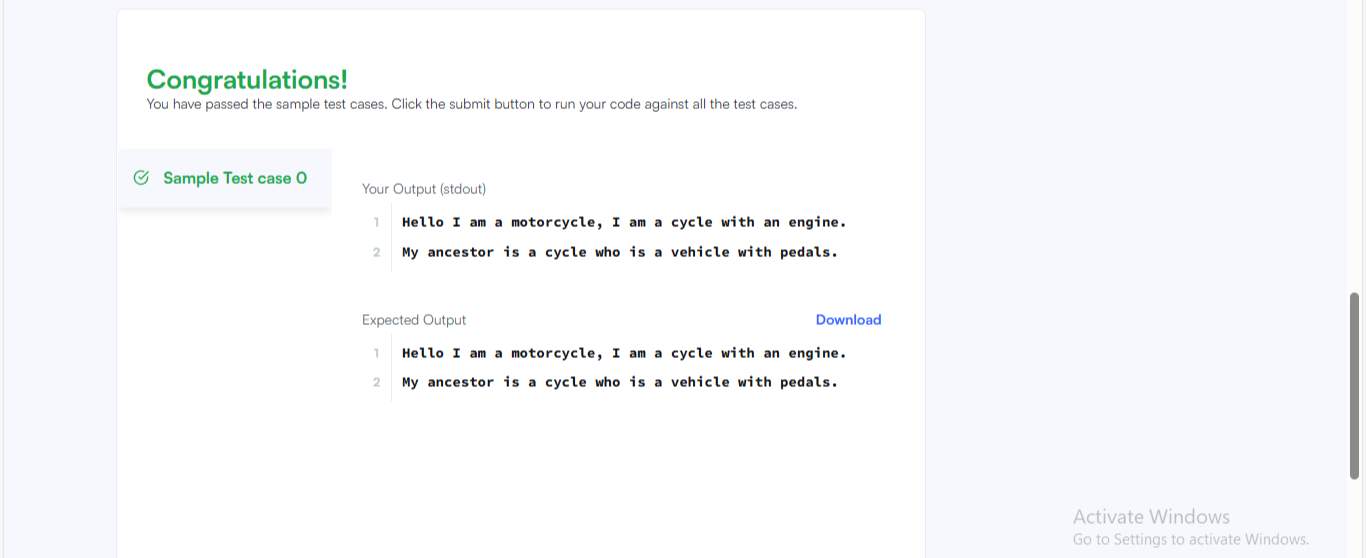 Congratulations!
You have passed the sample test cases. Click the submit button to run your code against all the test cases.
Sample Test case 0
Your Output (stdout)
1 Hello I am a motorcycle, I am a cycle with an engine.
2 My ancestor is a cycle who is a vehicle with pedals.
Expected Output
Download
1 Hello I am a motorcycle, I am a cycle with an engine.
2 My ancestor is a cycle who is a vehicle with pedals.
Activate Windows
Go to Settings to activate Windows.